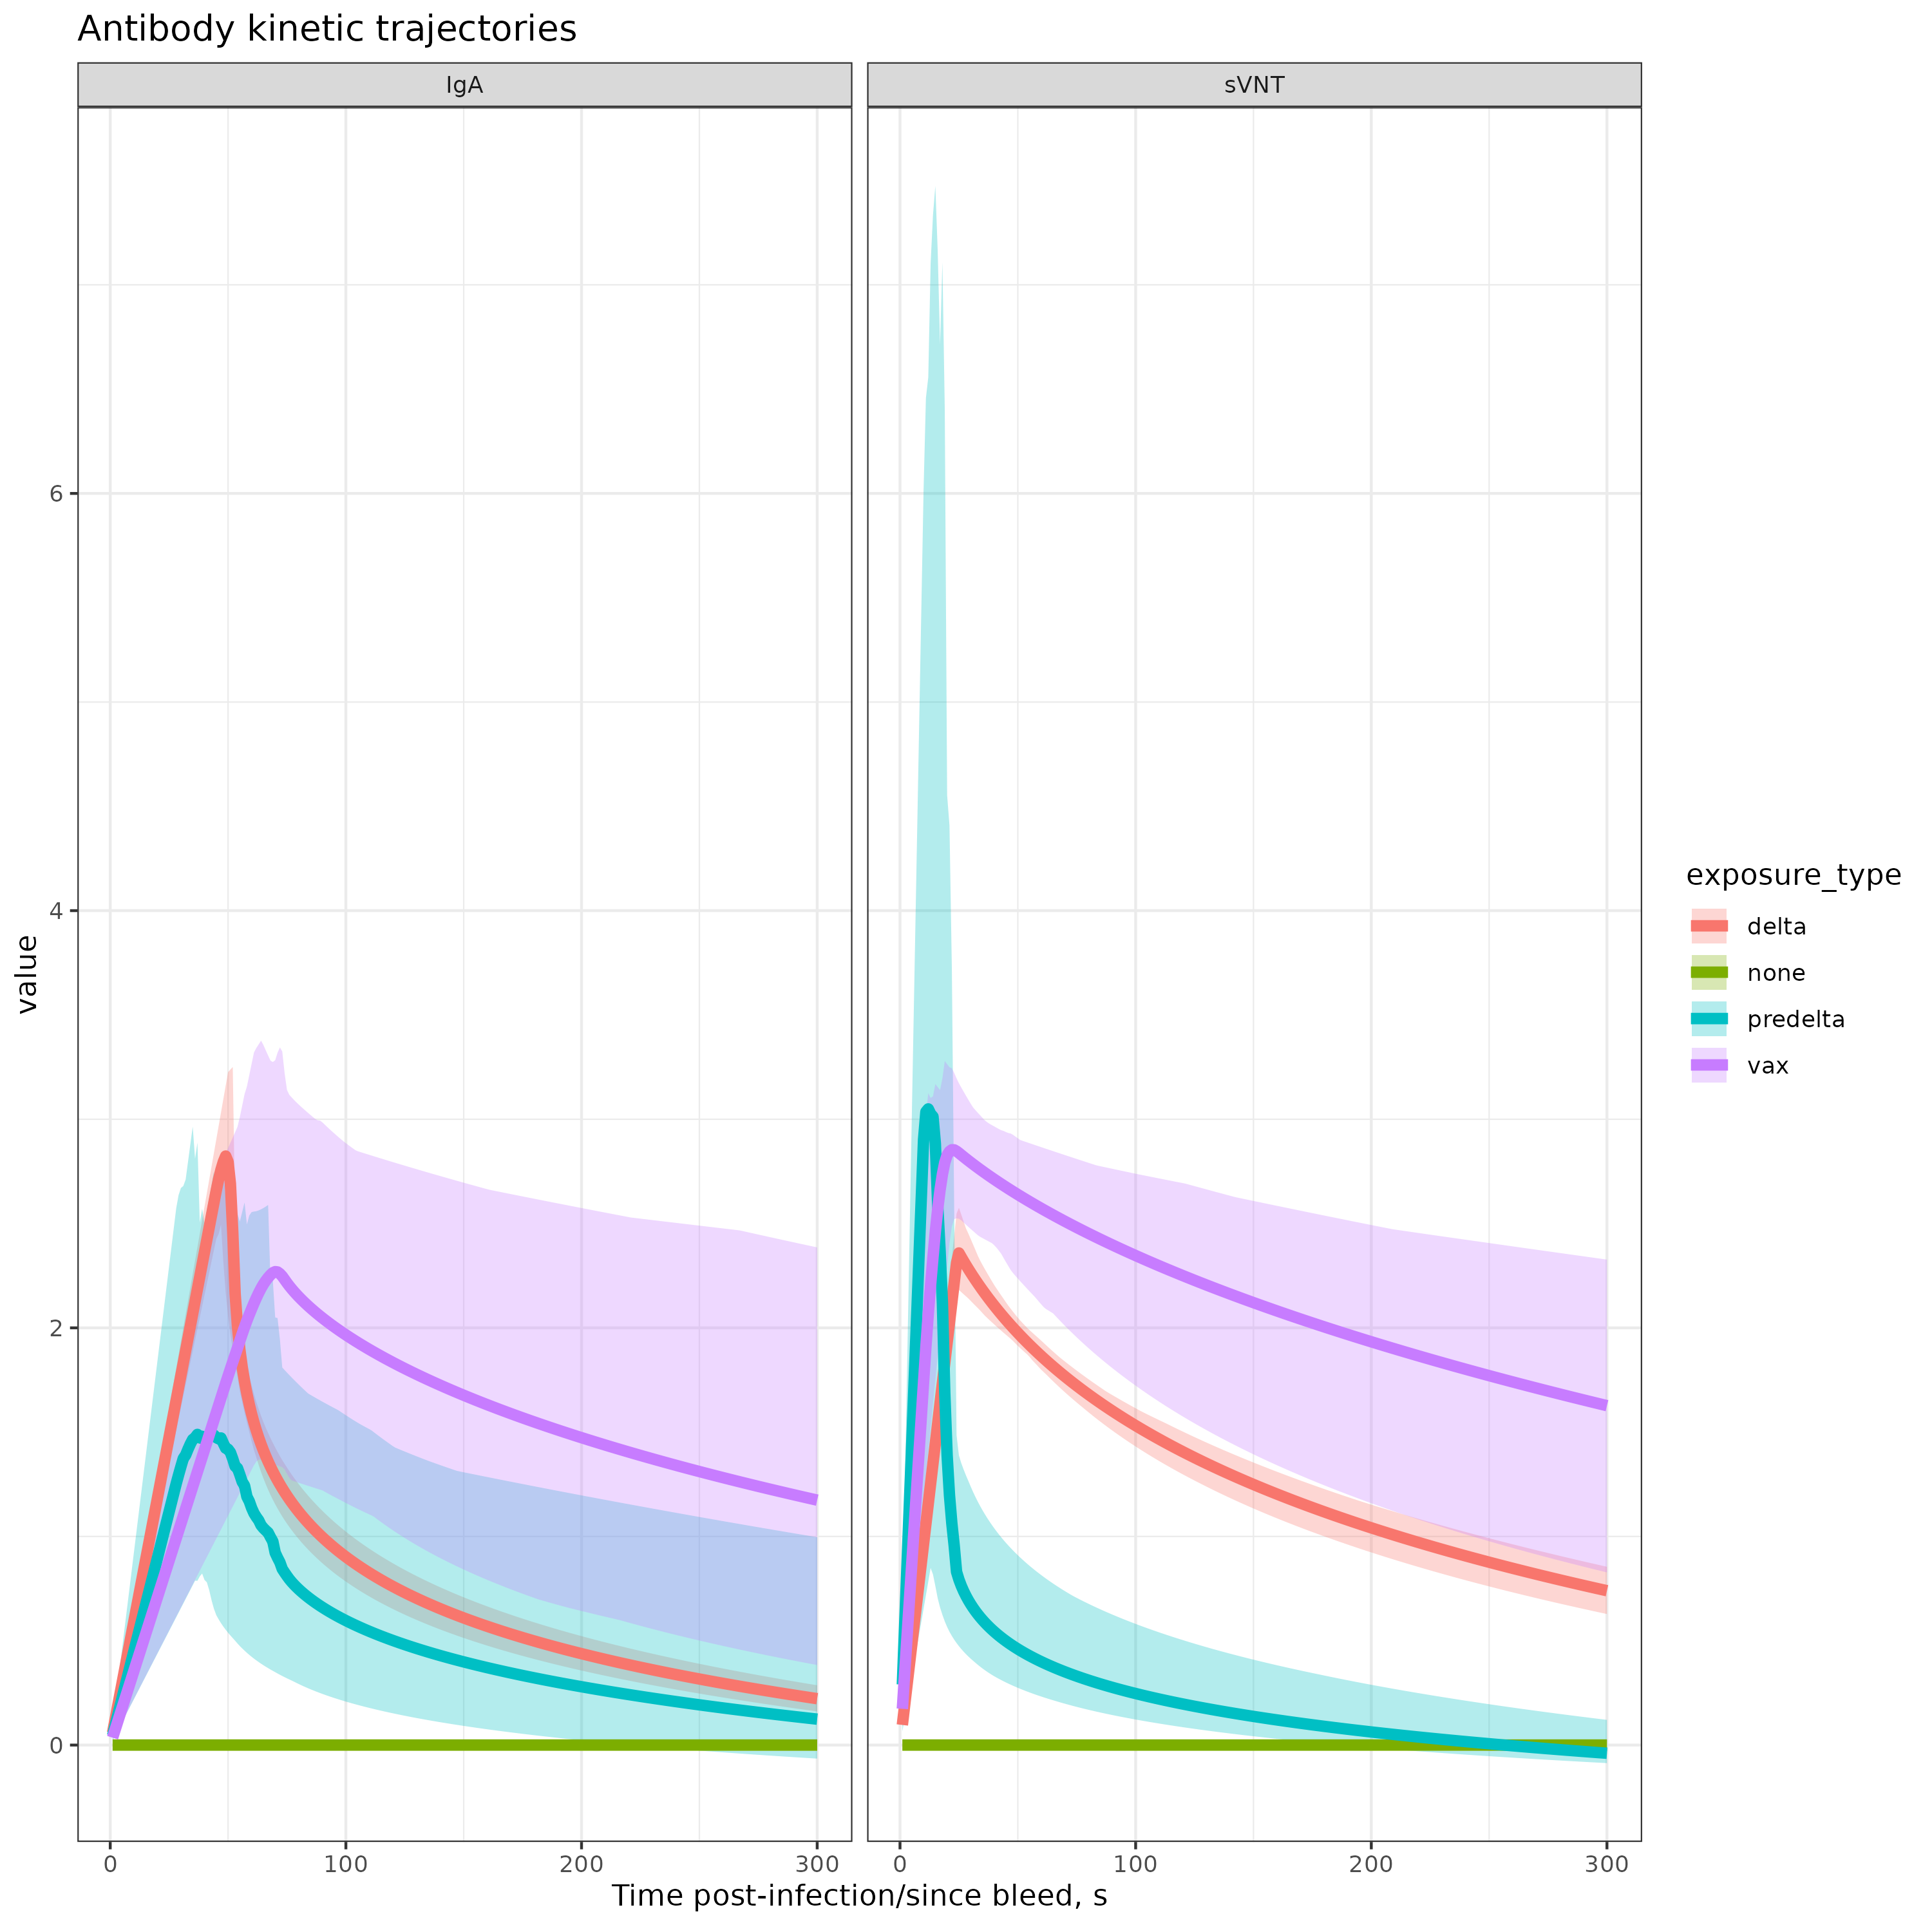 Antibody kinetic trajectories
IgA
sVNT
value
6
4
2
0
0
100
200
300
0
100
200
300
Time post-infection/since bleed, s
exposure_type
delta
none
predelta
vax